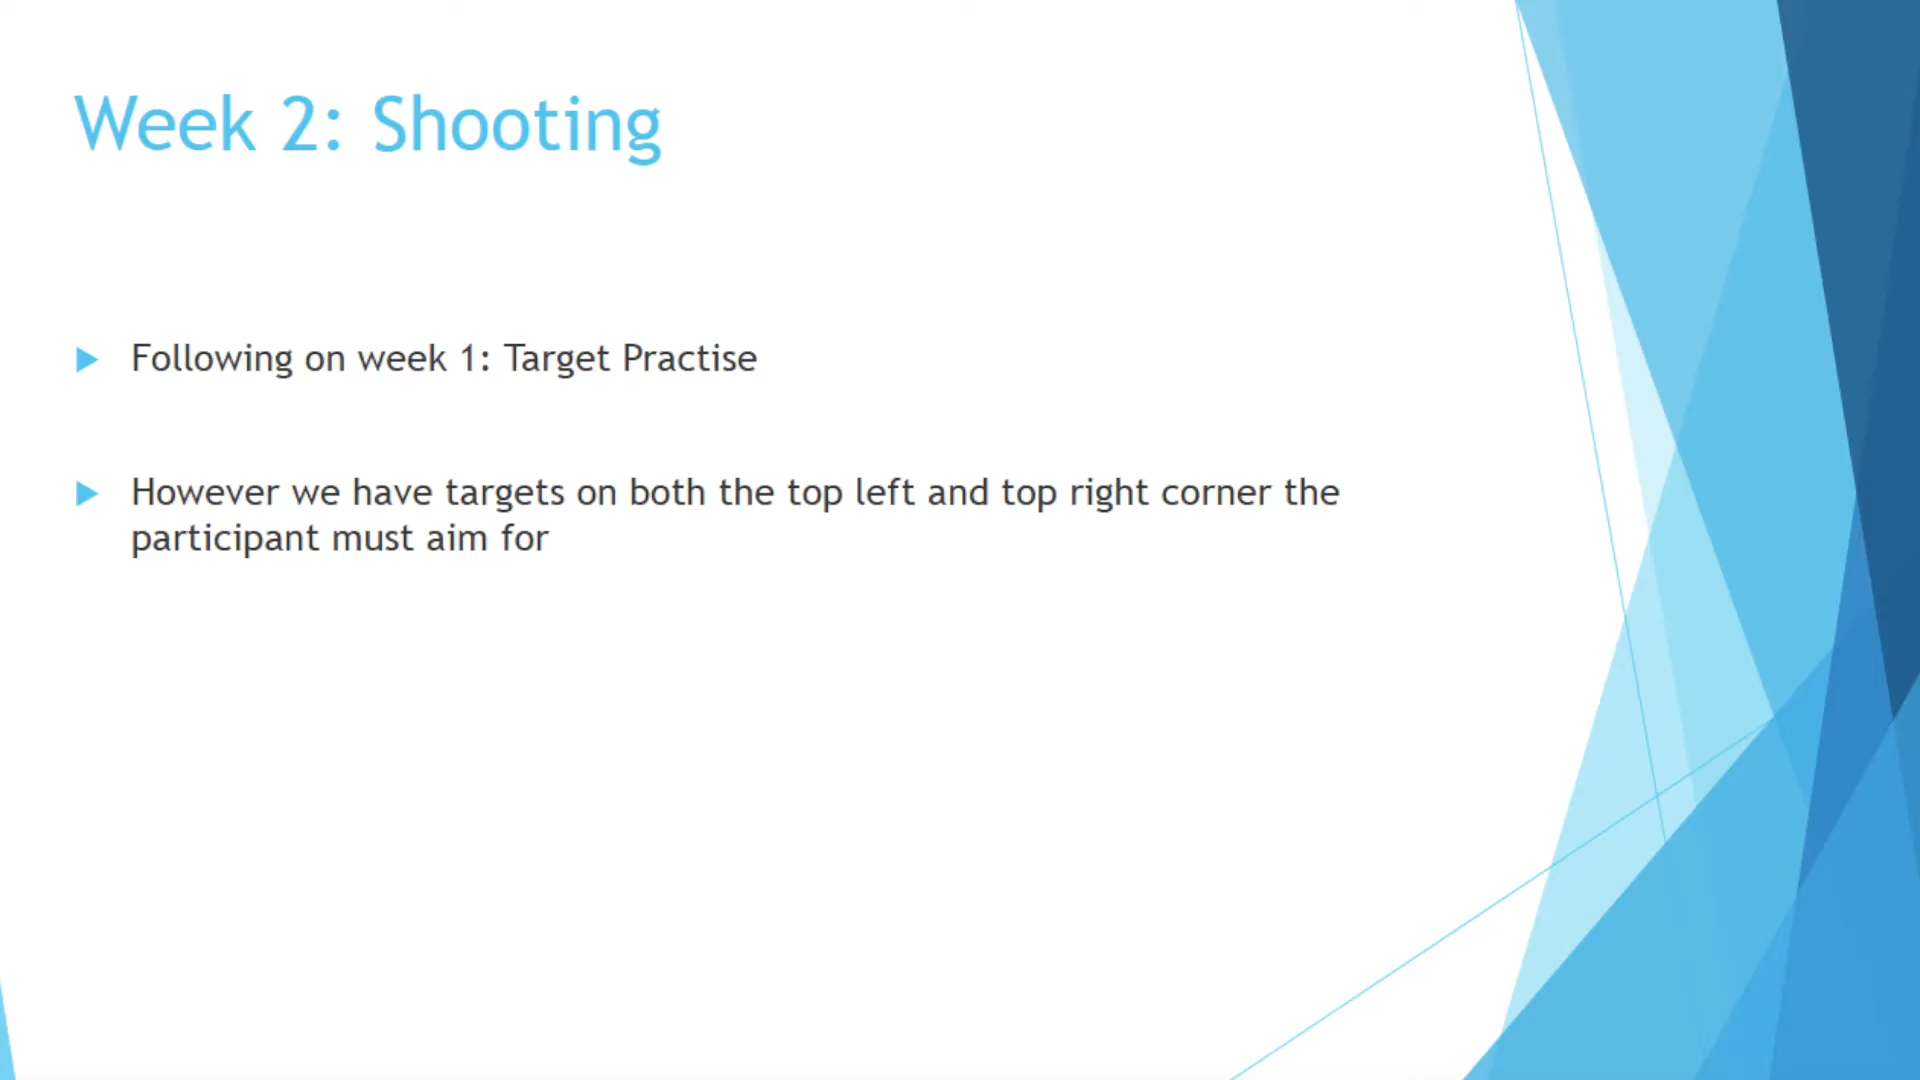 Week 2: Shooting
Following on week 1: Target Practise
However we have targets on both the top left and top right corner the
participant must aim for